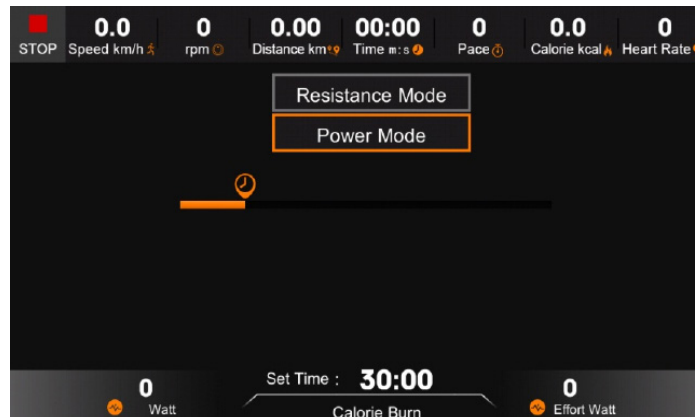 0.0 0 0.00 00:00 0 0.0 0
STOP Speed km/h rpm Distance km Time m:s Pace Calorie kcal Heart Rate
Resistance Mode
Power Mode
Set Time : 30:00
0 0
Watt Calorie Burn Effort Watt